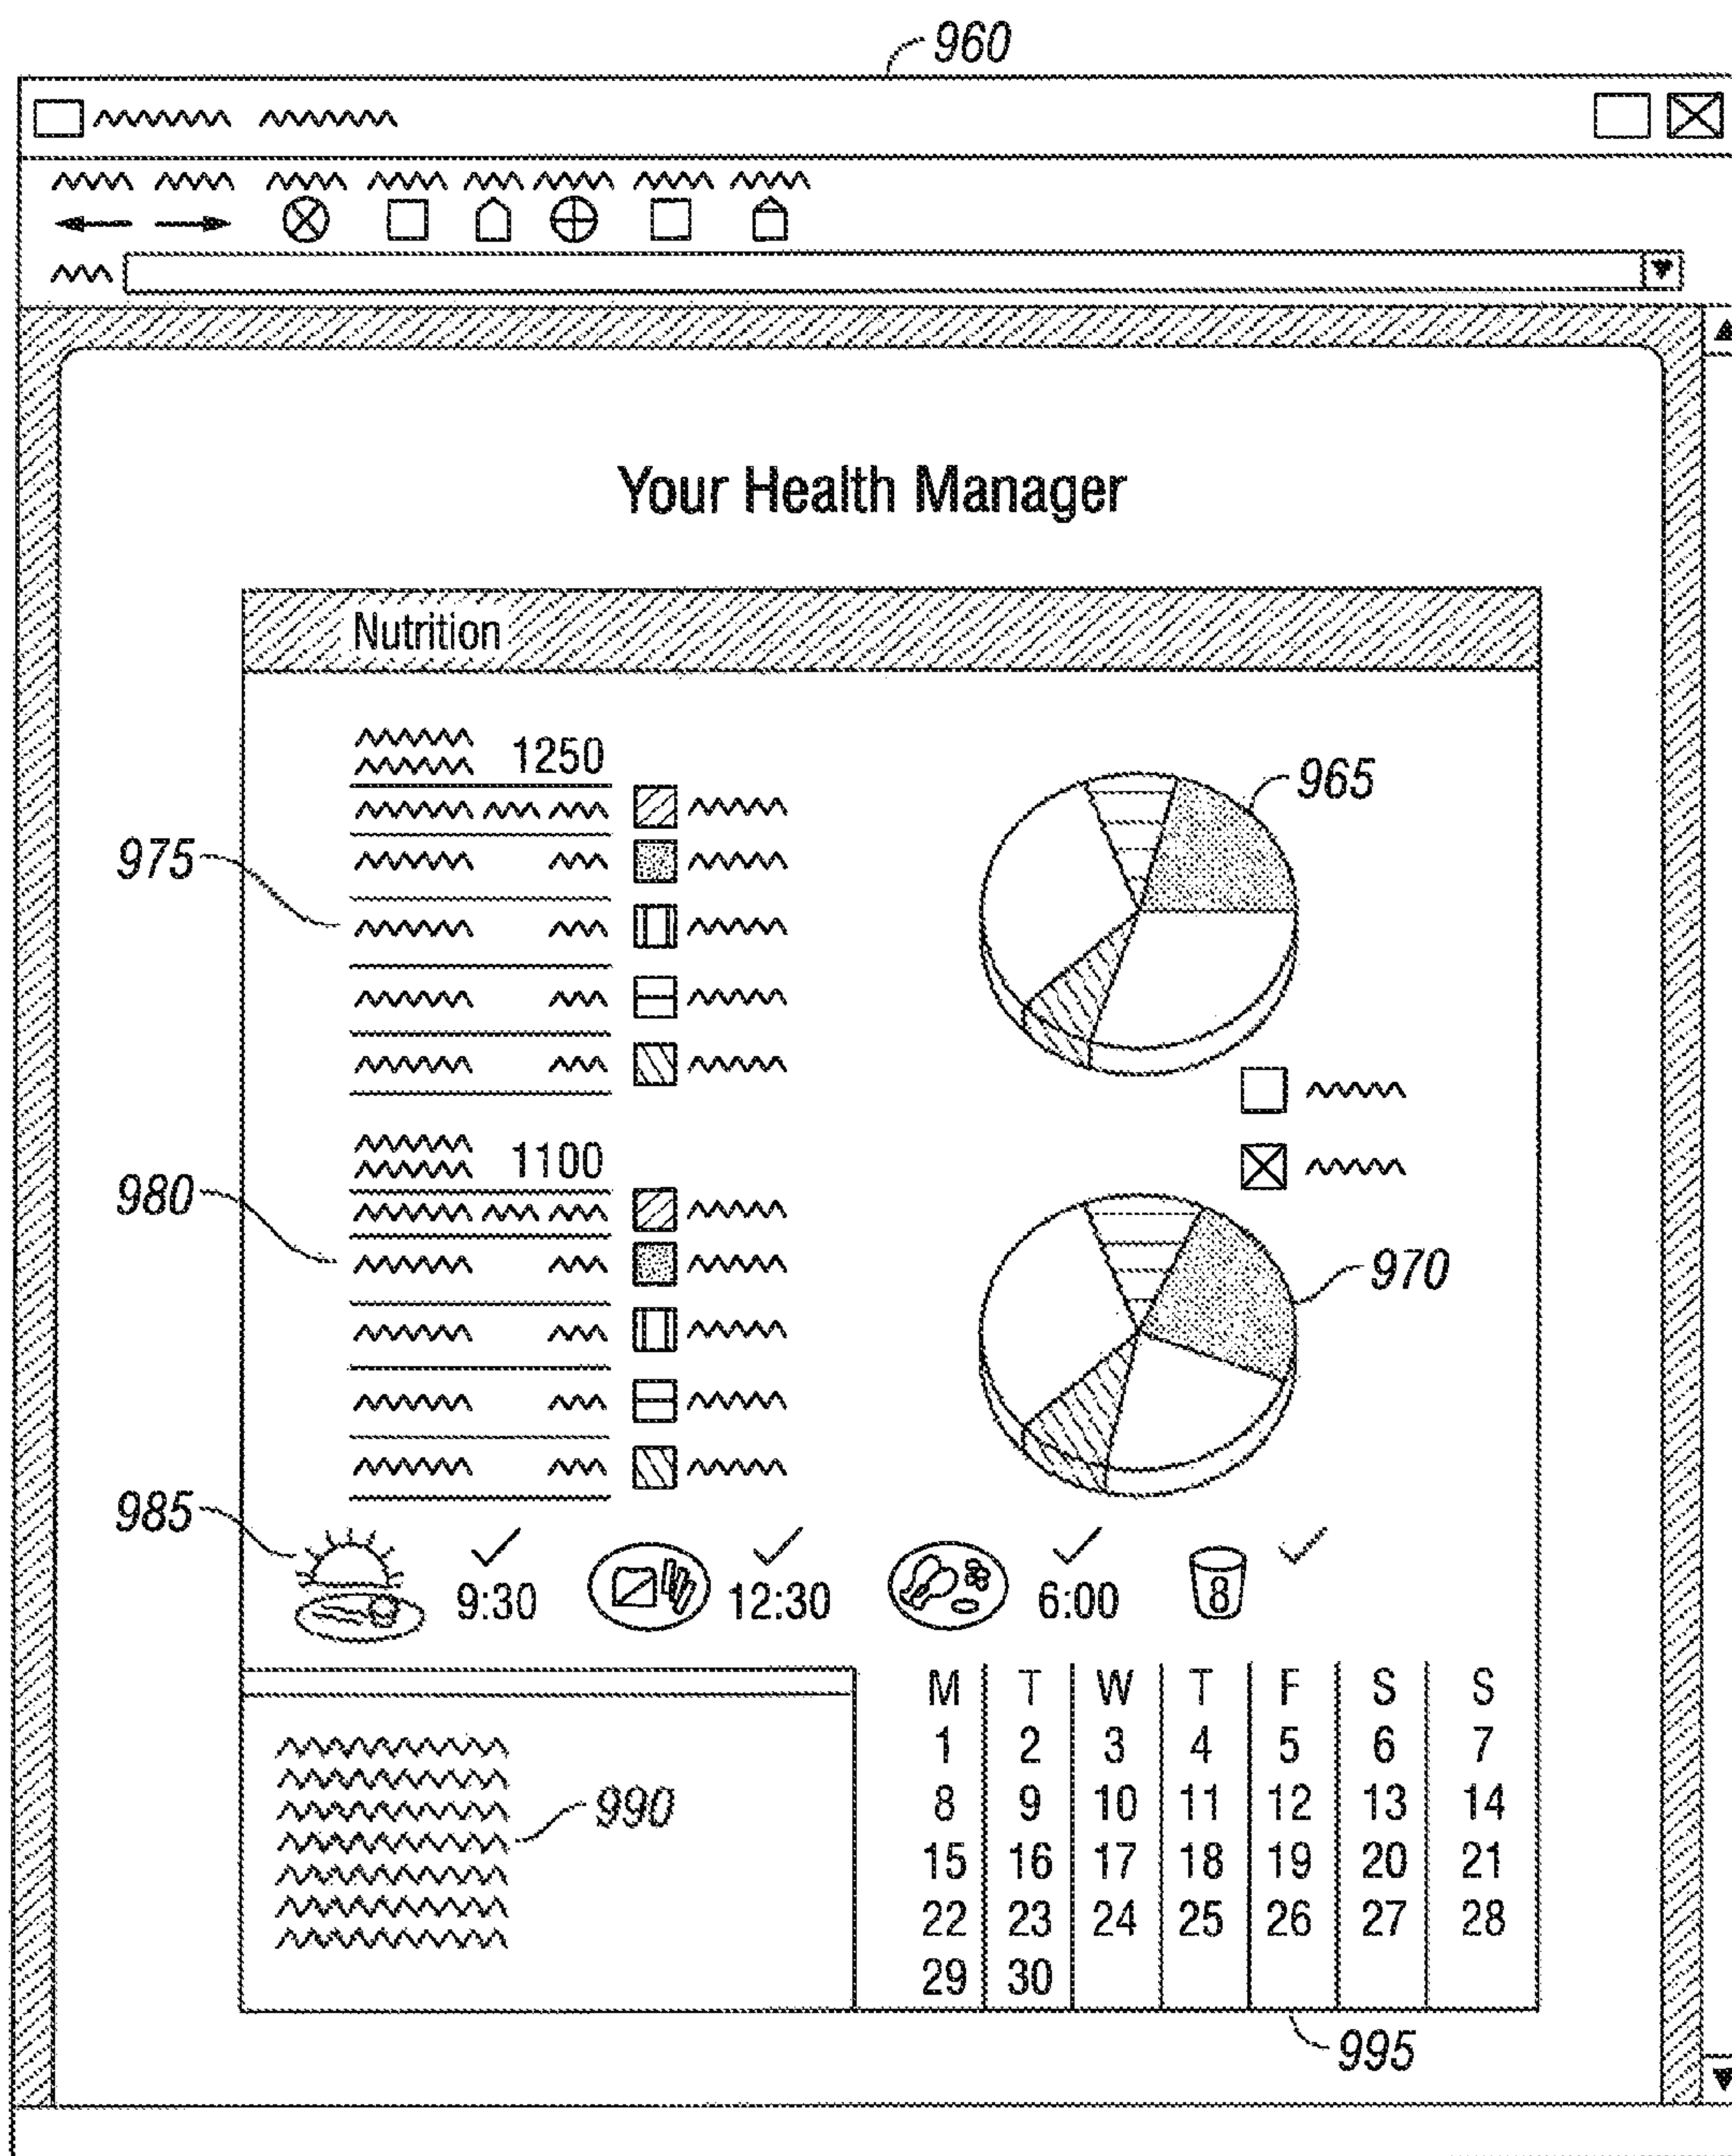 960
Your Health Manager
Nutrition
1250
965
975
1100
980
970
985
9:30 12:30 6:00 8
M T W T F S S
1 2 3 4 5 6 7
990
8 9 10 11 12 13 14
15 16 17 18 19 20 21
22 23 24 25 26 27 28
29 30
995